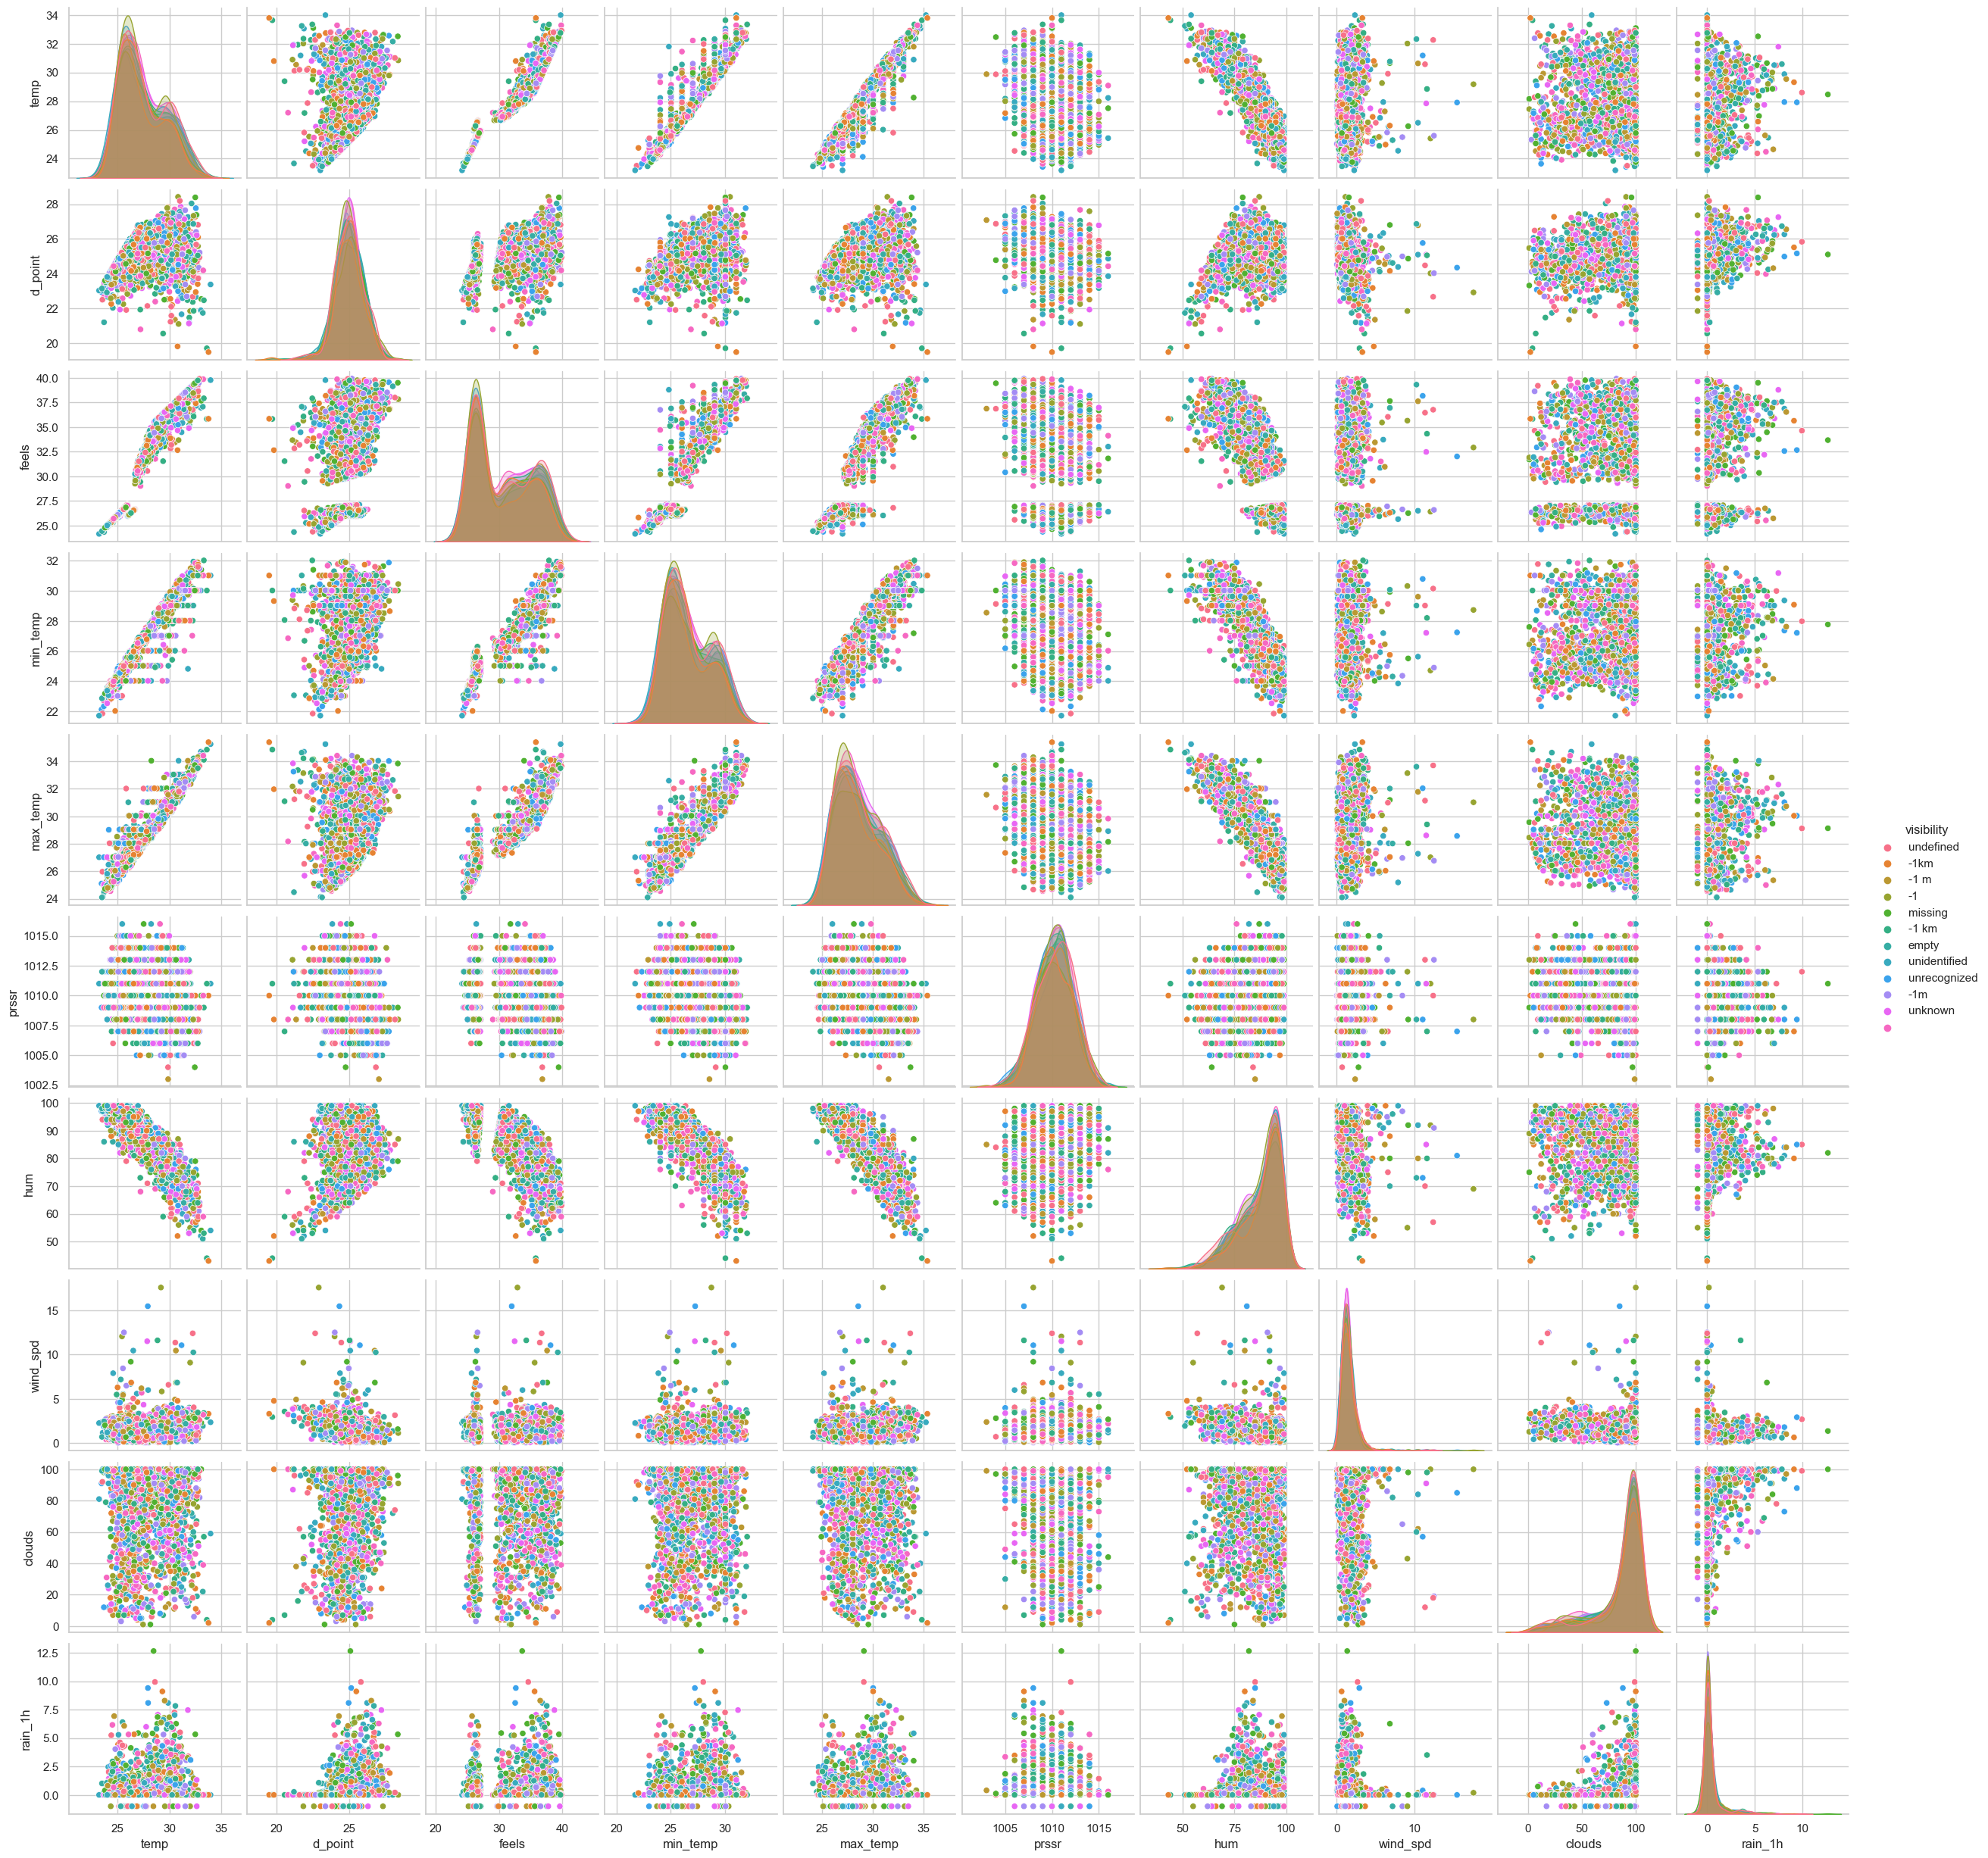 34
32
30
28
26
24
temp
28
26
24
22
20
d_point
40.0
37.5
35.0
32.5
30.0
27.5
25.0
feels
32
30
28
26
24
22
min_temp
34
32
30
28
26
24
max_temp
1015.0
1012.5
1010.0
1007.5
1005.0
1002.5
prssr
100
90
80
70
60
50
hum
15
10
5
0
wind_spd
100
80
60
40
20
0
clouds
12.5
10.0
7.5
5.0
2.5
0.0
rain_1h
25 30 35
temp
20 25
d_point
20 30 40
feels
20 25 30
min_temp
25 30 35
max_temp
1005 1010 1015
prssr
50 75 100
hum
0 10
wind_spd
0 50 100
clouds
0 5 10
rain_1h
visibility
undefined
-1km
-1 m
-1
missing
-1 km
empty
unidentified
unrecognized
-1m
unknown